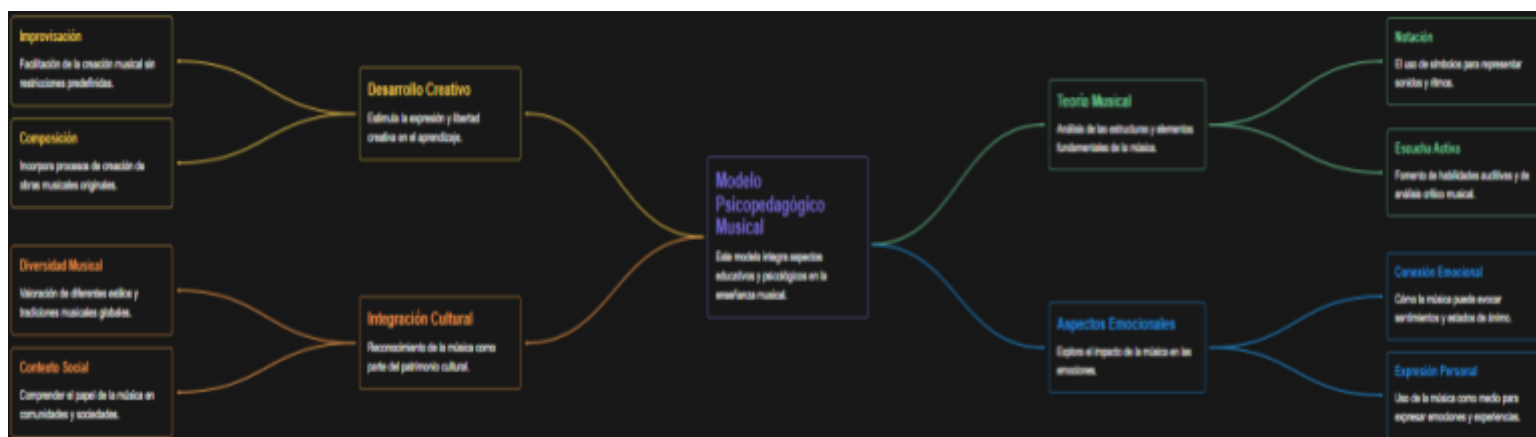 Improvisación
Facilitación de la creación musical sin
restricciones predefinidas.
Composición
Incorpora procesos de creación de
obras musicales originales.
Diversidad Musical
Valoración de diferentes estilos y
tradiciones musicales globales.
Contexto Social
Comprender el papel de la música en
comunidades y sociedades.
Desarrollo Creativo
Estimula la expresión y libertad
creativa en el aprendizaje.
Integración Cultural
Reconocimiento de la música como
parte del patrimonio cultural.
Modelo
Psicopedagógico
Musical
Este modelo integra aspectos
educativos y psicológicos en la
enseñanza musical.
Teoría Musical
Análisis de las estructuras y elementos
fundamentales de la música.
Aspectos Emocionales
Explora el impacto de la música en las
emociones.
Notación
El uso de símbolos para representar
sonidos y ritmos.
Escucha Activa
Fomento de habilidades auditivas y de
análisis crítico musical.
Conexión Emocional
Cómo la música puede evocar
sentimientos y estados de ánimo.
Expresión Personal
Uso de la música como medio para
expresar emociones y experiencias.